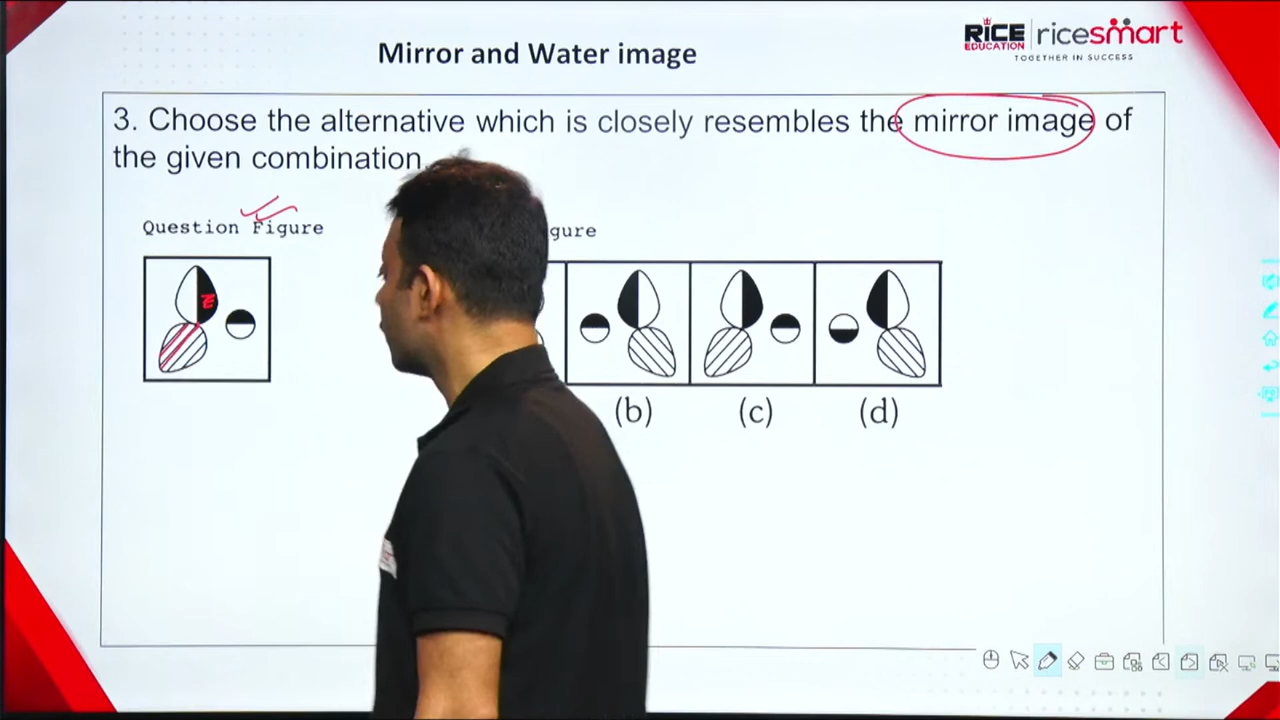 Mirror and Water image
RICE
EDUCATION
ricesmart
TOGETHER IN SUCCESS
3. Choose the alternative which is closely resembles the mirror image of
the given combination.
Question Figure
gure
(b)
(c)
(d)